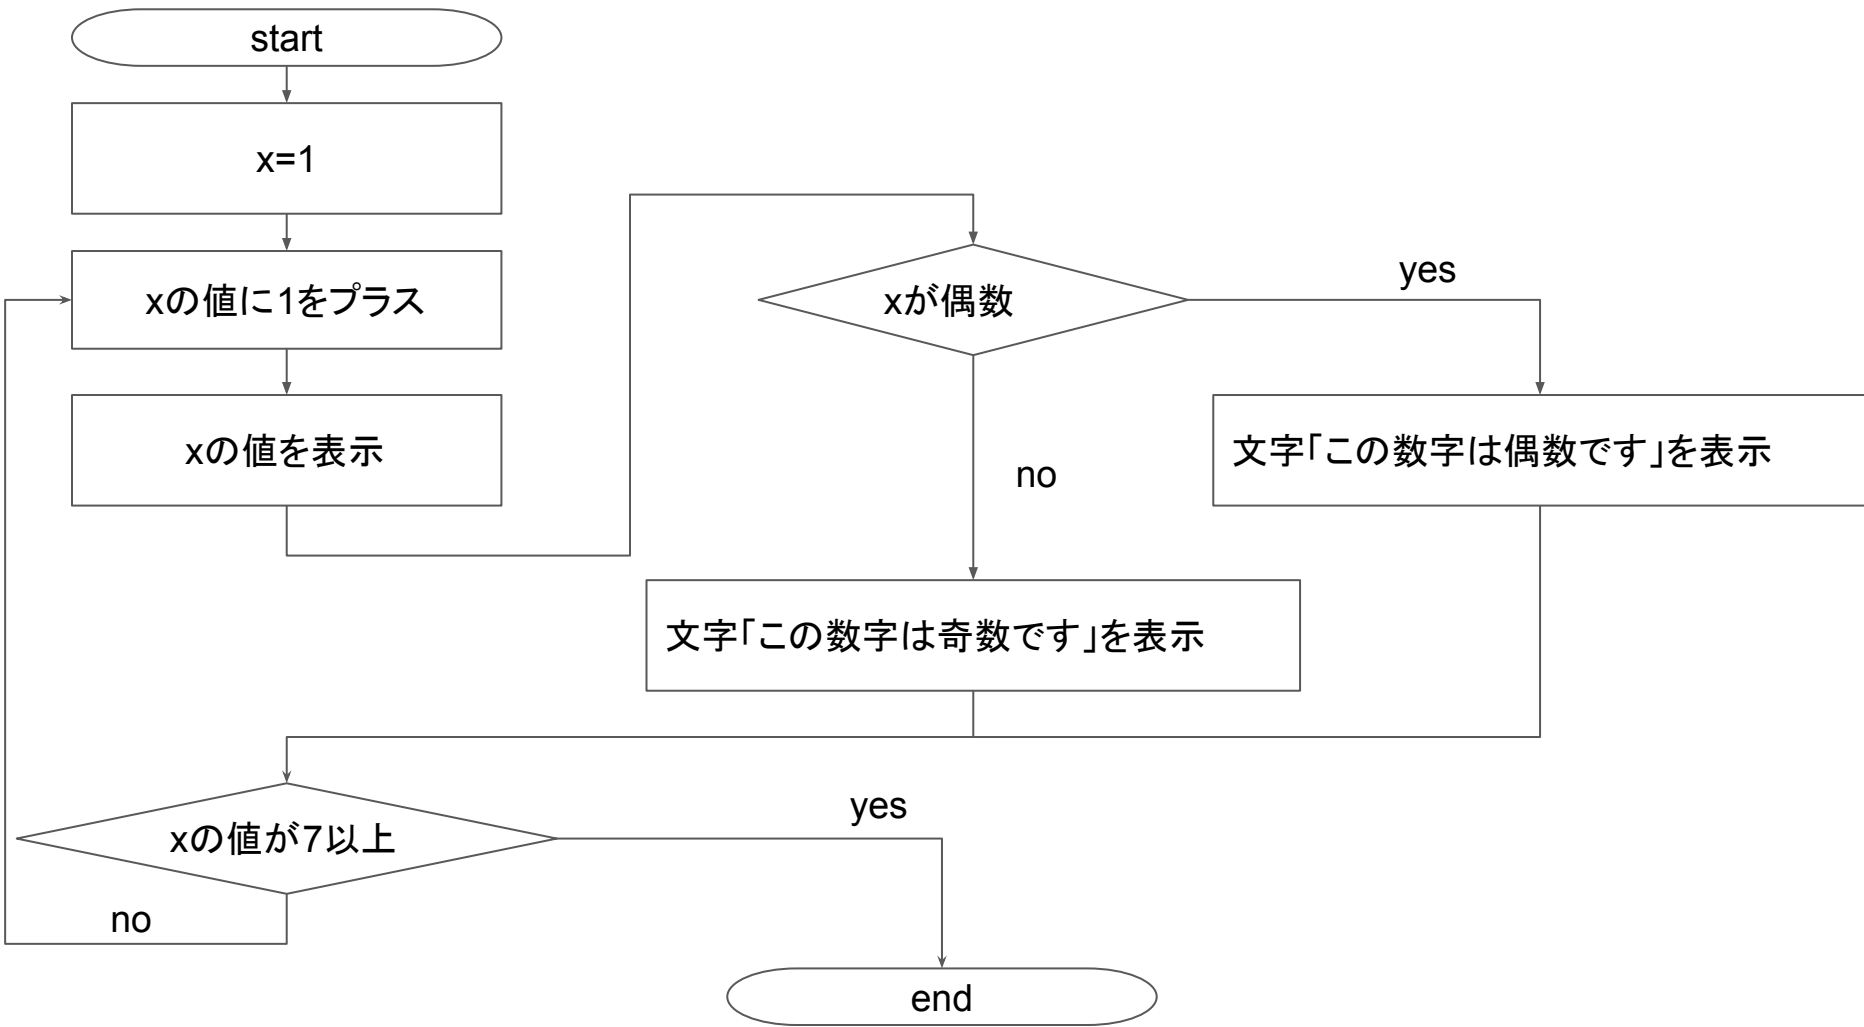 start
x=1
xの値に1をプラス
xの値を表示
xが偶数
yes
no
文字「この数字は偶数です」を表示
文字「この数字は奇数です」を表示
xの値が7以上
yes
no
end